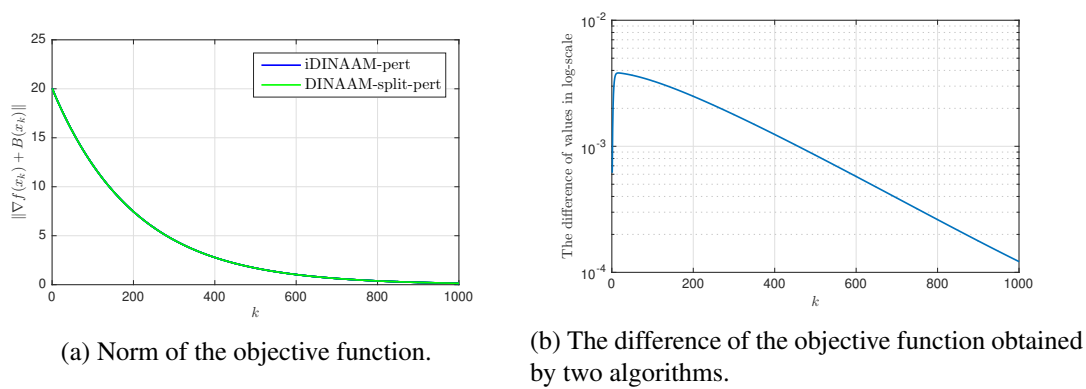 25
20
15
10
5
0
0 200 400 600 800 1000
‖∇f(x_k) + B(x_k)‖
k
iDINAAM-pert
DINAAM-split-pert
(a) Norm of the objective function.
10^-2
10^-3
10^-4
0 200 400 600 800 1000
The difference of values in log-scale
k
(b) The difference of the objective function obtained
by two algorithms.